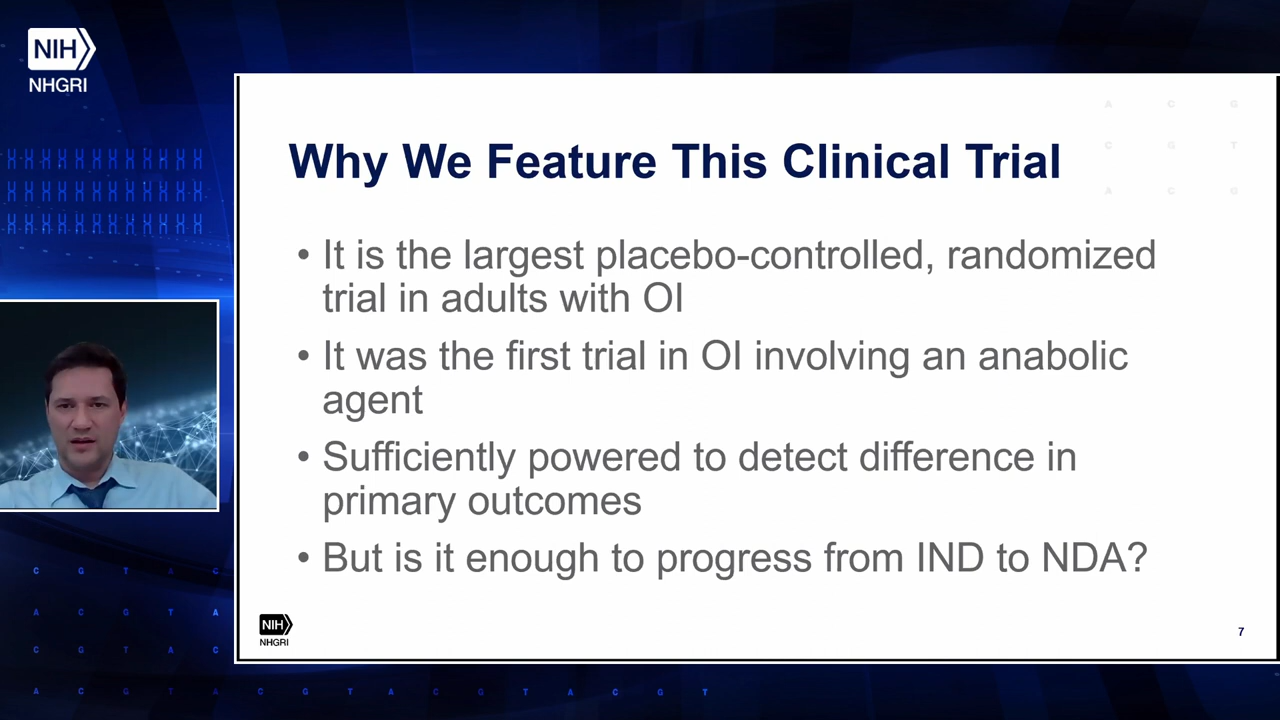 NIH
NHGRI
Why We Feature This Clinical Trial
• It is the largest placebo-controlled, randomized
trial in adults with OI
• It was the first trial in OI involving an anabolic
agent
• Sufficiently powered to detect difference in
primary outcomes
• But is it enough to progress from IND to NDA?
NIH
NHGRI
7
A C G
C G T
A C G
C G T A C
A C G T A
C G T A C
A C G T A C G T A C G T A C G T